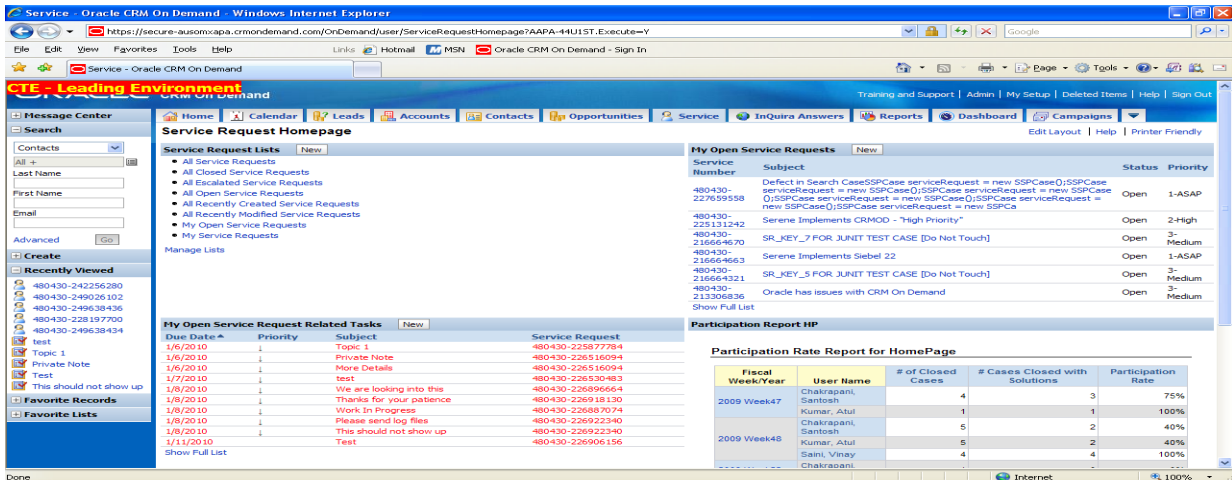 Service - Oracle CRM On Demand - Windows Internet Explorer
https://secure-ausomxapa.crmondemand.com/OnDemand/user/ServiceRequestHomepage?AAPA-44U1ST.Execute=Y
Google
File Edit View Favorites Tools Help Links Hotmail MSN Oracle CRM On Demand - Sign In
Service - Oracle CRM On Demand
Page Tools
CTE - Leading Environment
CRM On Demand
Training and Support | Admin | My Setup | Deleted Items | Help | Sign Out
Message Center
Home Calendar Leads Accounts Contacts Opportunities Service InQuira Answers Reports Dashboard Campaigns
Search
Contacts
All +
Last Name
First Name
Email
Advanced Go
Create
Recently Viewed
480430-242256280
480430-249026102
480430-249638436
480430-228197700
480430-249638434
test
Topic 1
Private Note
Test
This should not show up
Favorite Records
Favorite Lists
Service Request Homepage
Edit Layout | Help | Printer Friendly
Service Request Lists New
All Service Requests
All Closed Service Requests
All Escalated Service Requests
All Open Service Requests
All Recently Created Service Requests
All Recently Modified Service Requests
My Open Service Requests
My Service Requests
Manage Lists
My Open Service Requests New
Service Number Subject Status Priority
480430-227659558 Defect in Search CaseSSPCase serviceRequest = new SSPCase();SSPCase serviceRequest = new SSPCase();SSPCase serviceRequest = new SSPCase();SSPCase serviceRequest = new SSPCase();SSPCase serviceRequest = new SSPCase();SSPCase serviceRequest = new SSPCa Open 1-ASAP
480430-225131242 Serene Implements CRMOD - "High Priority" Open 2-High
480430-216664670 SR_KEY_7 FOR JUNIT TEST CASE [Do Not Touch] Open 3-Medium
480430-216664663 Serene Implements Siebel 22 Open 1-ASAP
480430-216664321 SR_KEY_5 FOR JUNIT TEST CASE [Do Not Touch] Open 3-Medium
480430-213306836 Oracle has issues with CRM On Demand Open 3-Medium
Show Full List
My Open Service Request Related Tasks New
Due Date Priority Subject Service Request
1/6/2010 ↓ Topic 1 480430-225877784
1/6/2010 ↓ Private Note 480430-226516094
1/6/2010 ↓ More Details 480430-226516094
1/7/2010 ↓ test 480430-226530483
1/8/2010 ↓ We are looking into this 480430-226896664
1/8/2010 ↓ Thanks for your patience 480430-226918130
1/8/2010 ↓ Work In Progress 480430-226887074
1/8/2010 ↓ Please send log files 480430-226922340
1/8/2010 ↓ This should not show up 480430-226922340
1/11/2010 Test 480430-226906156
Show Full List
Participation Report HP
Participation Rate Report for HomePage
Fiscal Week/Year User Name # of Closed Cases # Cases Closed with Solutions Participation Rate
2009 Week47 Chakrapani, Santosh 4 3 75%
Kumar, Atul 1 1 100%
2009 Week48 Chakrapani, Santosh 5 2 40%
Kumar, Atul 5 2 40%
Saini, Vinay 4 4 100%
Chakrapani,
Done Internet 100%